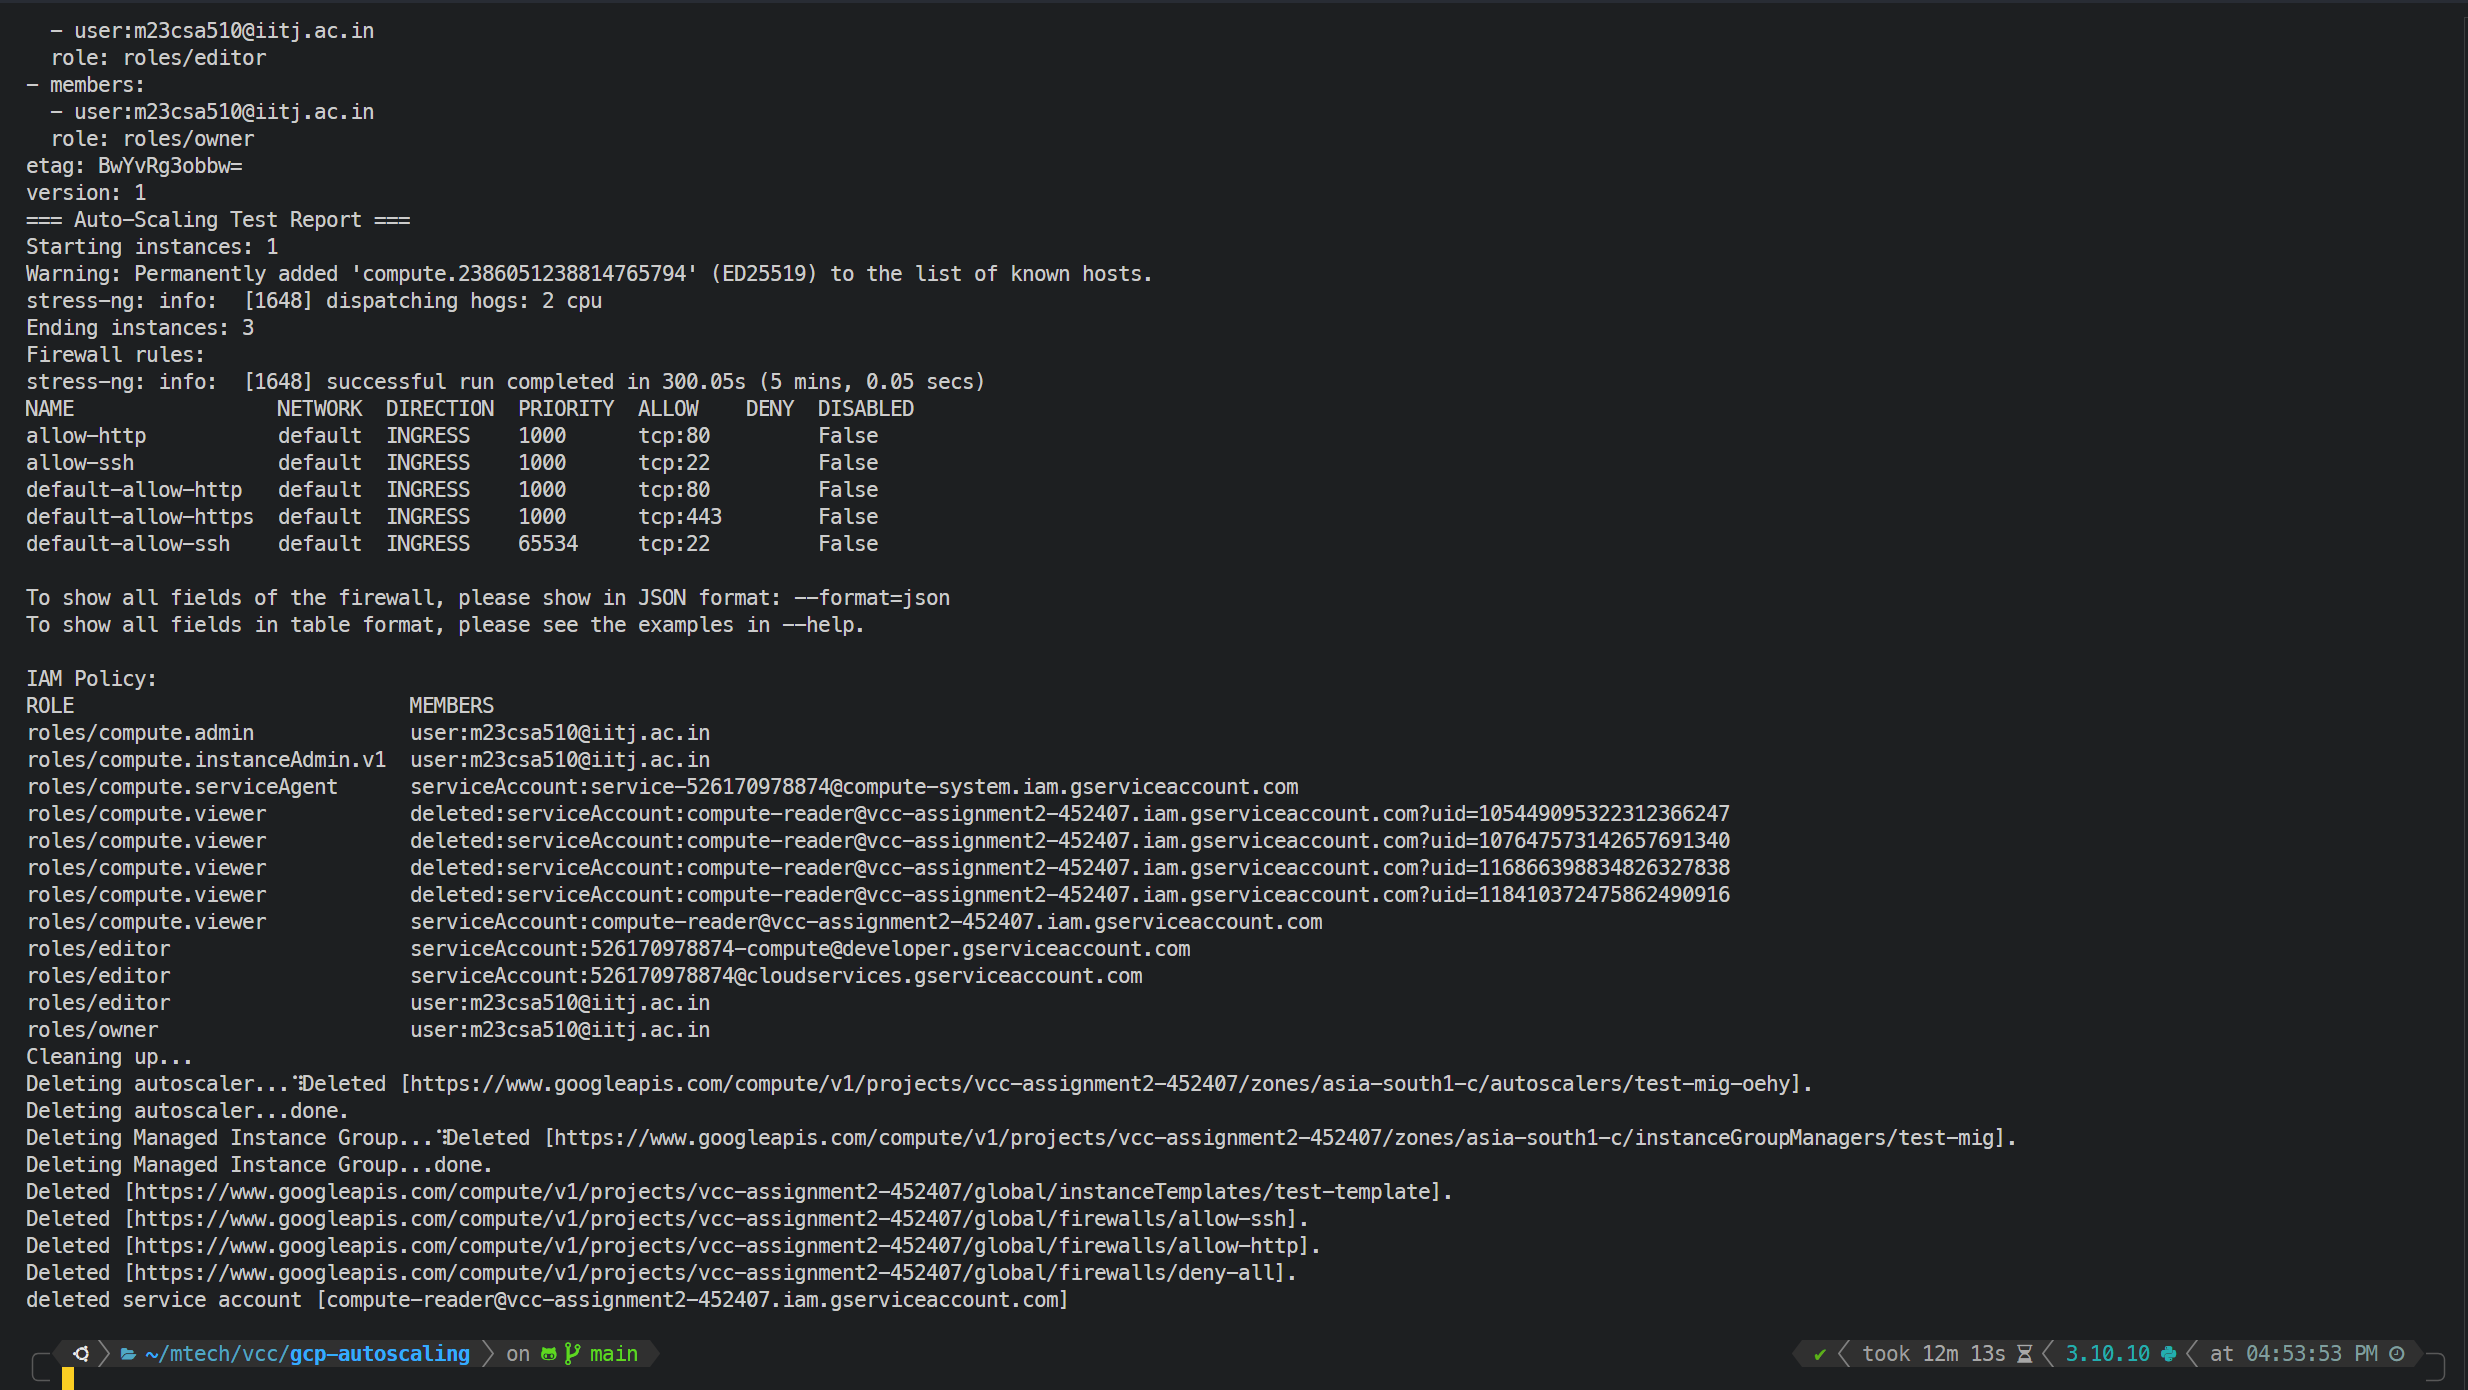 - user:m23csa510@iitj.ac.in
  role: roles/editor
- members:
  - user:m23csa510@iitj.ac.in
  role: roles/owner
etag: BwYvRg3obbw=
version: 1
=== Auto-Scaling Test Report ===
Starting instances: 1
Warning: Permanently added 'compute.2386051238814765794' (ED25519) to the list of known hosts.
stress-ng: info:  [1648] dispatching hogs: 2 cpu
Ending instances: 3
Firewall rules:
stress-ng: info:  [1648] successful run completed in 300.05s (5 mins, 0.05 secs)
NAME                 NETWORK  DIRECTION  PRIORITY  ALLOW    DENY  DISABLED
allow-http           default  INGRESS    1000      tcp:80         False
allow-ssh            default  INGRESS    1000      tcp:22         False
default-allow-http   default  INGRESS    1000      tcp:80         False
default-allow-https  default  INGRESS    1000      tcp:443        False
default-allow-ssh    default  INGRESS    65534     tcp:22         False

To show all fields of the firewall, please show in JSON format: --format=json
To show all fields in table format, please see the examples in --help.

IAM Policy:
ROLE                            MEMBERS
roles/compute.admin             user:m23csa510@iitj.ac.in
roles/compute.instanceAdmin.v1  user:m23csa510@iitj.ac.in
roles/compute.serviceAgent      serviceAccount:service-526170978874@compute-system.iam.gserviceaccount.com
roles/compute.viewer            deleted:serviceAccount:compute-reader@vcc-assignment2-452407.iam.gserviceaccount.com?uid=105449095322312366247
roles/compute.viewer            deleted:serviceAccount:compute-reader@vcc-assignment2-452407.iam.gserviceaccount.com?uid=107647573142657691340
roles/compute.viewer            deleted:serviceAccount:compute-reader@vcc-assignment2-452407.iam.gserviceaccount.com?uid=116866398834826327838
roles/compute.viewer            deleted:serviceAccount:compute-reader@vcc-assignment2-452407.iam.gserviceaccount.com?uid=118410372475862490916
roles/compute.viewer            serviceAccount:compute-reader@vcc-assignment2-452407.iam.gserviceaccount.com
roles/editor                    serviceAccount:526170978874-compute@developer.gserviceaccount.com
roles/editor                    serviceAccount:526170978874@cloudservices.gserviceaccount.com
roles/editor                    user:m23csa510@iitj.ac.in
roles/owner                     user:m23csa510@iitj.ac.in
Cleaning up...
Deleting autoscaler...⠹Deleted [https://www.googleapis.com/compute/v1/projects/vcc-assignment2-452407/zones/asia-south1-c/autoscalers/test-mig-oehy].
Deleting autoscaler...done.
Deleting Managed Instance Group...⠹Deleted [https://www.googleapis.com/compute/v1/projects/vcc-assignment2-452407/zones/asia-south1-c/instanceGroupManagers/test-mig].
Deleting Managed Instance Group...done.
Deleted [https://www.googleapis.com/compute/v1/projects/vcc-assignment2-452407/global/instanceTemplates/test-template].
Deleted [https://www.googleapis.com/compute/v1/projects/vcc-assignment2-452407/global/firewalls/allow-ssh].
Deleted [https://www.googleapis.com/compute/v1/projects/vcc-assignment2-452407/global/firewalls/allow-http].
Deleted [https://www.googleapis.com/compute/v1/projects/vcc-assignment2-452407/global/firewalls/deny-all].
deleted service account [compute-reader@vcc-assignment2-452407.iam.gserviceaccount.com]

~/mtech/vcc/gcp-autoscaling on main ✔ took 12m 13s 3.10.10 at 04:53:53 PM